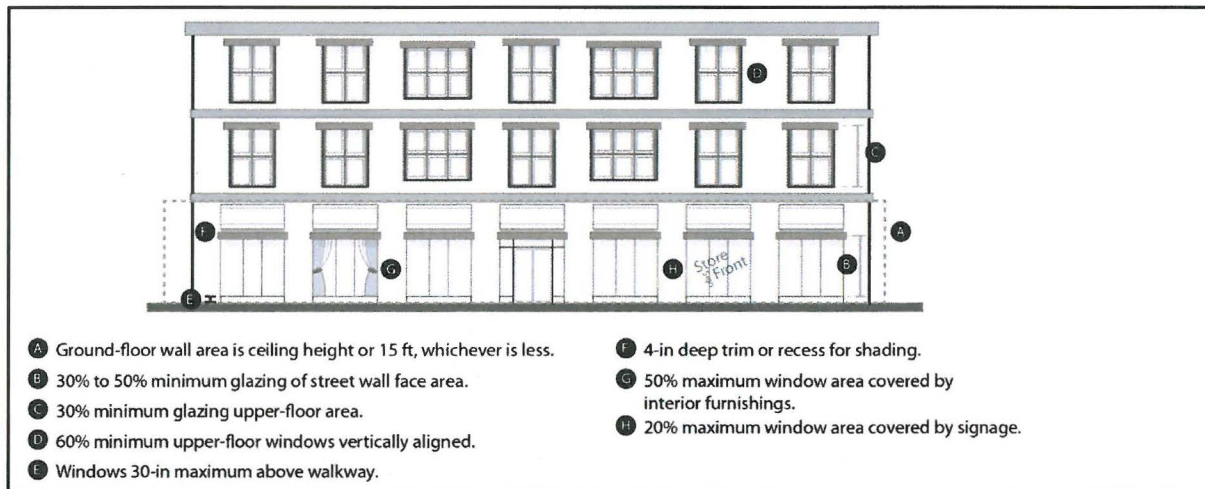 D
C
F
A
G
H
Store
Front
B
E
A Ground-floor wall area is ceiling height or 15 ft, whichever is less.
B 30% to 50% minimum glazing of street wall face area.
C 30% minimum glazing upper-floor area.
D 60% minimum upper-floor windows vertically aligned.
E Windows 30-in maximum above walkway.
F 4-in deep trim or recess for shading.
G 50% maximum window area covered by
interior furnishings.
H 20% maximum window area covered by signage.